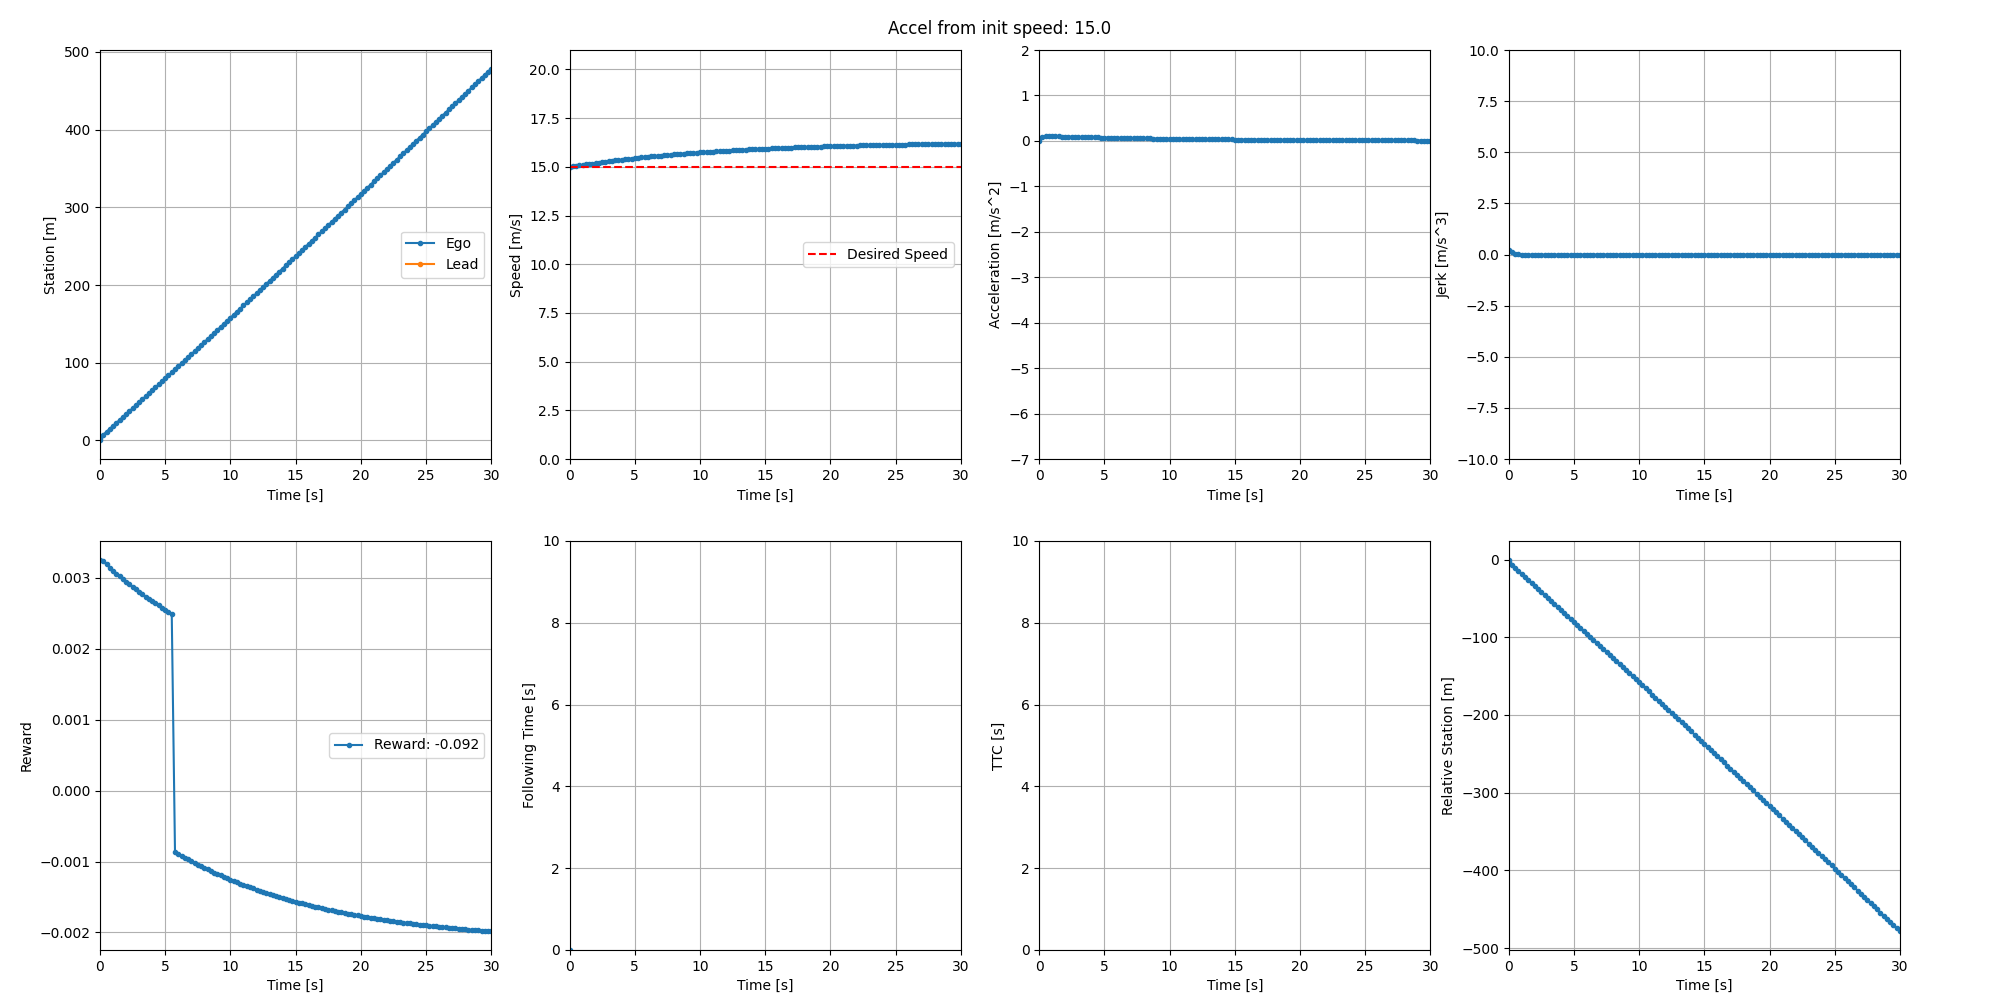 Accel from init speed: 15.0
500
400
300
200
100
0
Station [m]
Ego
Lead
0 5 10 15 20 25 30
Time [s]
20.0
17.5
15.0
12.5
10.0
7.5
5.0
2.5
0.0
Speed [m/s]
Desired Speed
0 5 10 15 20 25 30
Time [s]
2
1
0
−1
−2
−3
−4
−5
−6
−7
Acceleration [m/s^2]
0 5 10 15 20 25 30
Time [s]
10.0
7.5
5.0
2.5
0.0
−2.5
−5.0
−7.5
−10.0
Jerk [m/s^3]
0 5 10 15 20 25 30
Time [s]
0.003
0.002
0.001
0.000
−0.001
−0.002
Reward
Reward: -0.092
0 5 10 15 20 25 30
Time [s]
10
8
6
4
2
0
Following Time [s]
0 5 10 15 20 25 30
Time [s]
10
8
6
4
2
0
TTC [s]
0 5 10 15 20 25 30
Time [s]
0
−100
−200
−300
−400
−500
Relative Station [m]
0 5 10 15 20 25 30
Time [s]